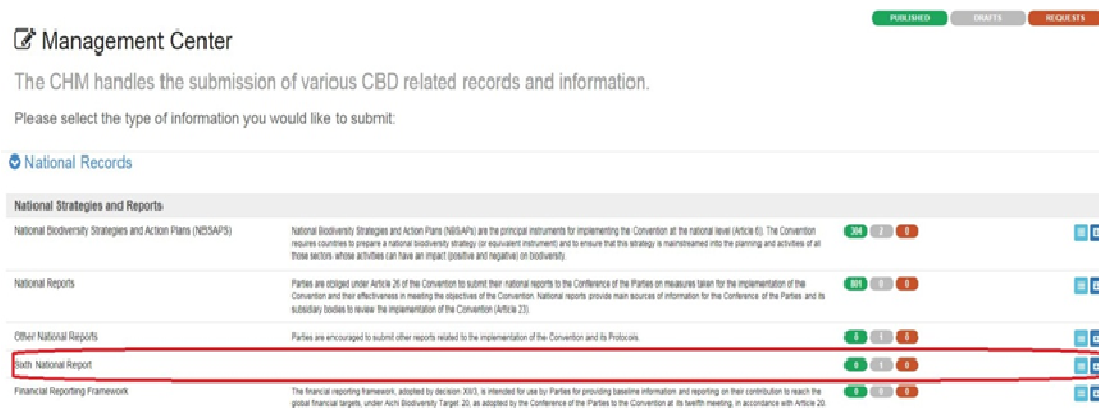 PUBLISHED DRAFTS REQUESTS
Management Center
The CHM handles the submission of various CBD related records and information.
Please select the type of information you would like to submit:
National Records
National Strategies and Reports
National Biodiversity Strategies and Action Plans (NBSAPS)
National Biodiversity Strategies and Action Plans (NBSAPs) are the principal instruments for implementing the Convention at the national level (Article 6). The Convention
requires countries to prepare a national biodiversity strategy (or equivalent instrument) and to ensure that this strategy is mainstreamed into the planning and activities of all
those sectors whose activities can have an impact (positive and negative) on biodiversity.
304 2 0
National Reports
Parties are obliged under Article 26 of the Convention to submit their national reports to the Conference of the Parties on measures taken for the implementation of the
Convention and their effectiveness in meeting the objectives of the Convention. National reports provide main sources of information for the Conference of the Parties and its
subsidiary bodies to review the implementation of the Convention (Article 23).
801 0
Other National Reports
Parties are encouraged to submit other reports related to the implementation of the Convention and its Protocols.
0 1 0
Sixth National Report
0 1 0
Financial Reporting Framework
The financial reporting framework, adopted by decision XII/3, is intended for use by Parties for providing baseline information and reporting on their contribution to reach the
global financial targets, under Aichi Biodiversity Target 20, as adopted by the Conference of the Parties to the Convention at its twelfth meeting, in accordance with Article 20.
0 0